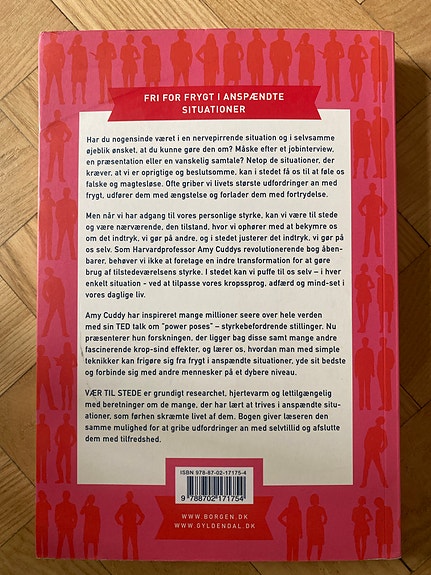 FRI FOR FRYGT I ANSPÆNDTE
SITUATIONER
Har du nogensinde været i en nervepirrende situation og i selvsamme
øjeblik ønsket, at du kunne gøre den om? Måske efter et jobinterview,
en præsentation eller en vanskelig samtale? Netop de situationer, der
kræver, at vi er oprigtige og beslutsomme, kan i stedet få os til at føle os
falske og magtesløse. Ofte griber vi livets største udfordringer an med
frygt, udfører dem med ængstelse og forlader dem med fortrydelse.
Men når vi har adgang til vores personlige styrke, kan vi være til stede
og være nærværende, den tilstand, hvor vi ophører med at bekymre os
om det indtryk, vi gør på andre, og i stedet justerer det indtryk, vi gør på
os selv. Som Harvardprofessor Amy Cuddys revolutionerende bog åben-
barer, behøver vi ikke at foretage en indre transformation for at gøre
brug af tilstedeværelsens styrke. I stedet kan vi puffe til os selv – i hver
enkelt situation - ved at tilpasse vores kropssprog, adfærd og mind-set i
vores daglige liv.
Amy Cuddy har inspireret mange millioner seere over hele verden
med sin TED talk om "power poses" – styrkebefordrende stillinger. Nu
præsenterer hun forskningen, der ligger bag disse samt mange andre
fascinerende krop-sind effekter, og lærer os, hvordan man med simple
teknikker kan frigøre sig fra frygt i anspændte situationer, yde sit bedste
og forbinde sig med andre mennesker på et dybere niveau.
VÆR TIL STEDE er grundigt researchet, hjertevarm og lettilgængelig
med beretninger om de mange, der har lært at trives i anspændte situ-
ationer, som førhen skræmte livet af dem. Bogen giver læseren den
samme mulighed for at gribe udfordringer an med selvtillid og afslutte
dem med tilfredshed.
ISBN 978-87-02-17175-4
9 788702 171754
WWW.BORGEN.DK
WWW.GYLDENDAL.DK